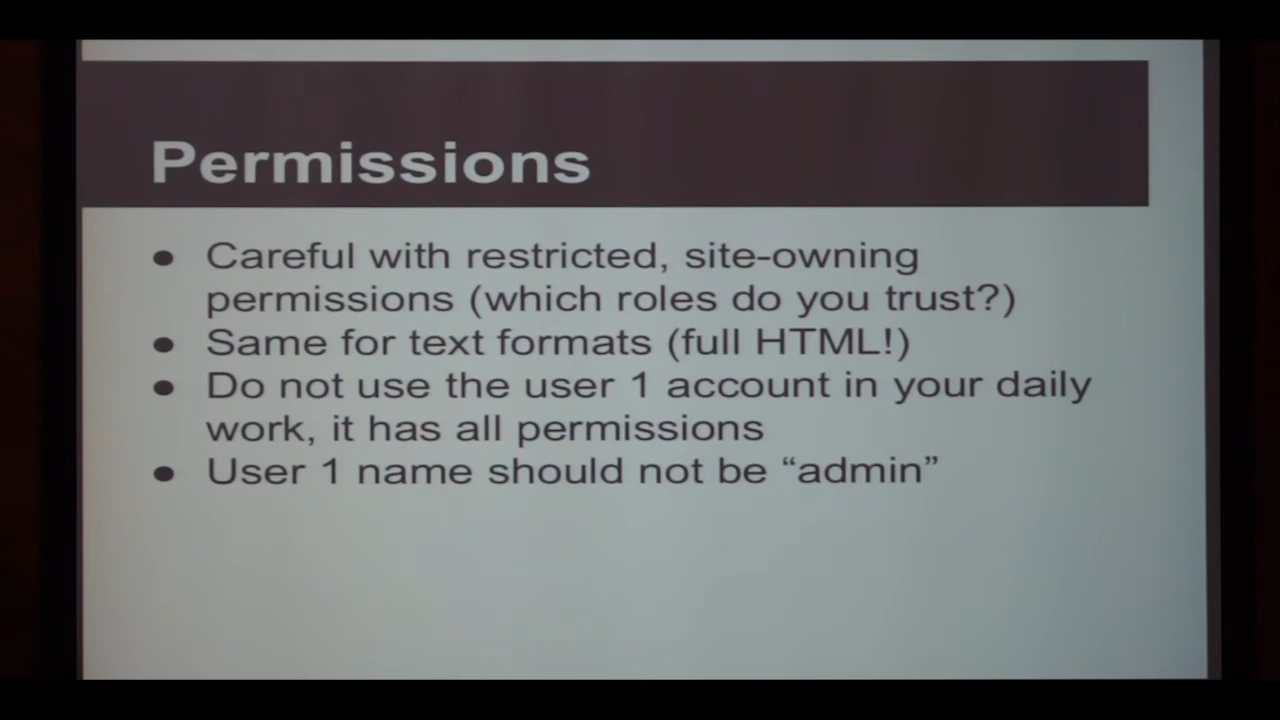 Permissions
● Careful with restricted, site-owning
permissions (which roles do you trust?)
● Same for text formats (full HTML!)
● Do not use the user 1 account in your daily
work, it has all permissions
● User 1 name should not be “admin”